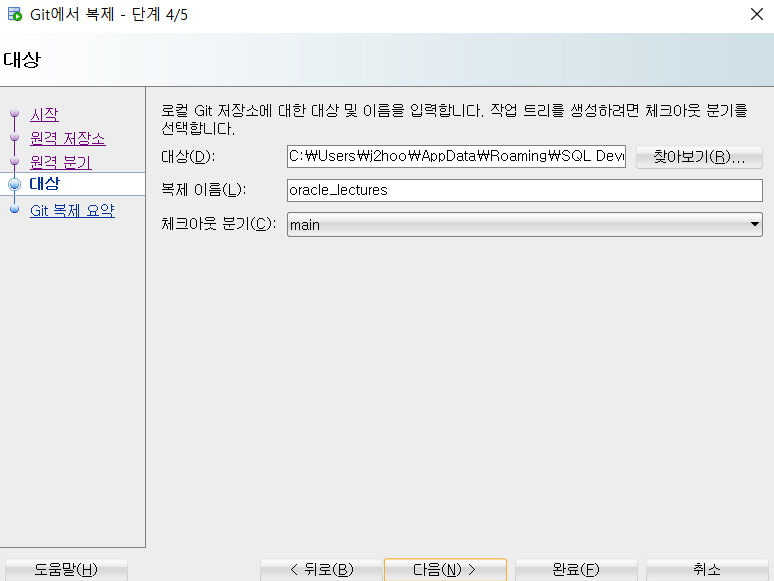 Git에서 복제 - 단계 4/5
대상
시작
원격 저장소
원격 분기
대상
Git 복제 요약
로컬 Git 저장소에 대한 대상 및 이름을 입력합니다. 작업 트리를 생성하려면 체크아웃 분기를
선택합니다.
대상(D):
C:₩Users₩j2hoo₩AppData₩Roaming₩SQL Deve
찾아보기(R)...
복제 이름(L):
oracle_lectures
체크아웃 분기(C):
main
도움말(H)
< 뒤로(B)
다음(N) >
완료(F)
취소